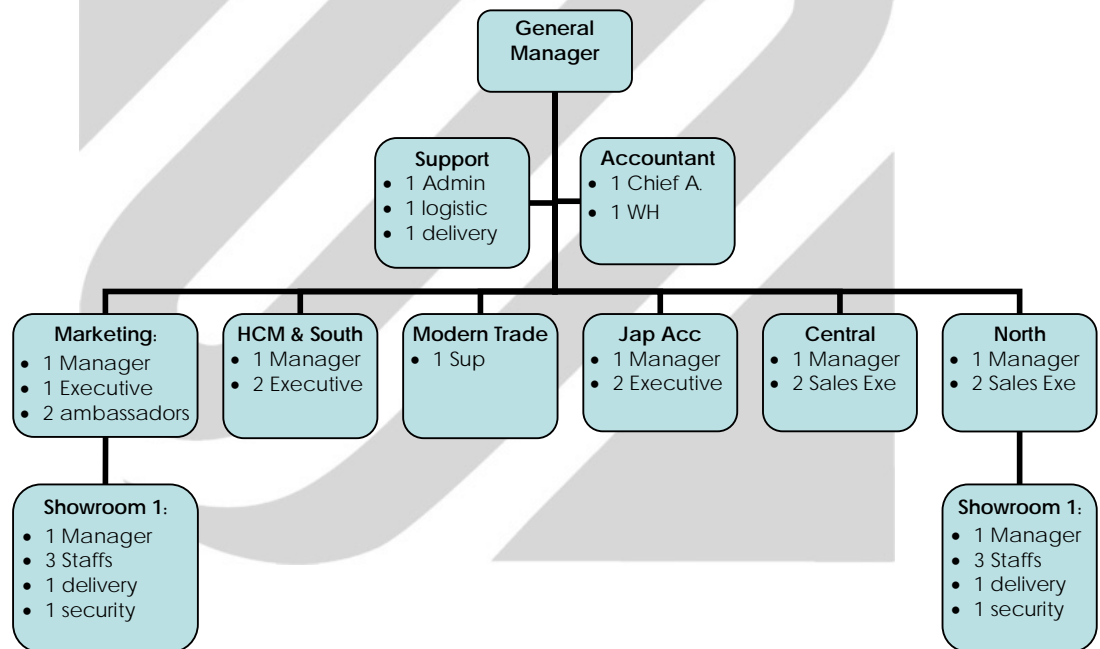 General
Manager
Support
• 1 Admin
• 1 logistic
• 1 delivery
Accountant
• 1 Chief A.
• 1 WH
Marketing:
• 1 Manager
• 1 Executive
• 2 ambassadors
HCM & South
• 1 Manager
• 2 Executive
Modern Trade
• 1 Sup
Jap Acc
• 1 Manager
• 2 Executive
Central
• 1 Manager
• 2 Sales Exe
North
• 1 Manager
• 2 Sales Exe
Showroom 1:
• 1 Manager
• 3 Staffs
• 1 delivery
• 1 security
Showroom 1:
• 1 Manager
• 3 Staffs
• 1 delivery
• 1 security